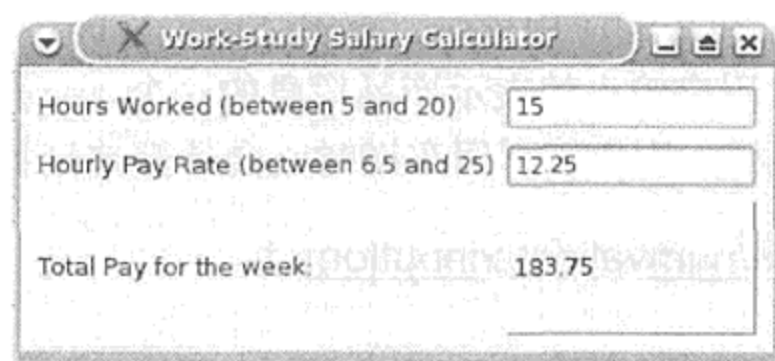 Work-Study Salary Calculator
Hours Worked (between 5 and 20) 15
Hourly Pay Rate (between 6.5 and 25) 12.25
Total Pay for the week: 183.75